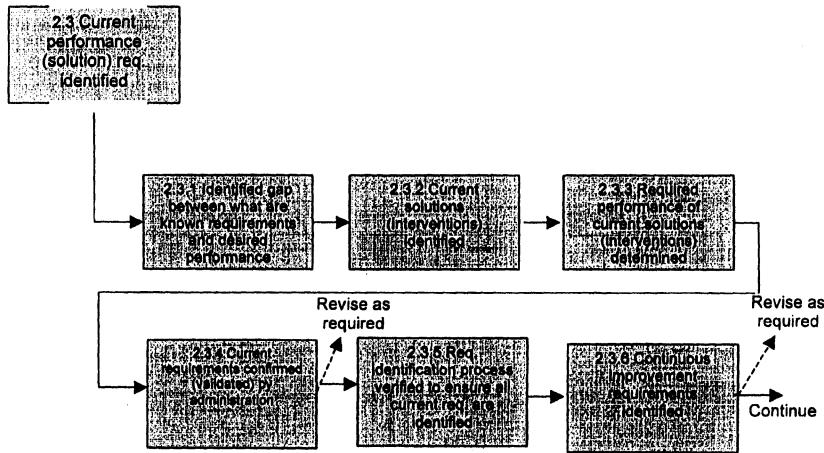 2.3 Current
performance
(solution) req.
identified
2.3.1 Identified gap
between what are
known requirements
and desired
performance
2.3.2 Current
solutions
(interventions)
identified
2.3.3 Required
performance of
current solutions
(interventions)
determined
Revise as
required
Revise as
required
2.3.4 Current
requirements confirmed
(validated) by
administration
2.3.5 Req.
identification process
verified to ensure all
current req. are
identified
2.3.6 Continuous
improvement
requirements
identified
Continue